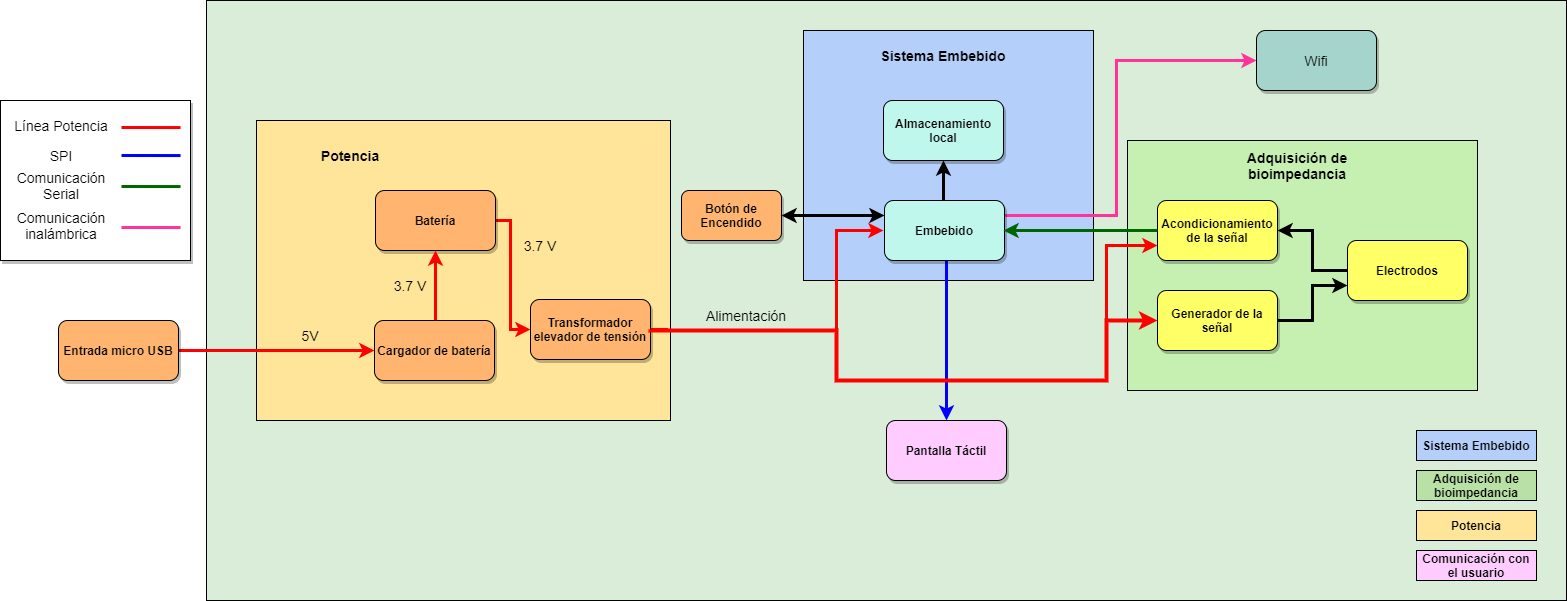 Línea Potencia
SPI
Comunicación
Serial
Comunicación
inalámbrica
Entrada micro USB
5V
Potencia
Batería
3.7 V
3.7 V
Cargador de batería
Transformador
elevador de tensión
Alimentación
Botón de
Encendido
Sistema Embebido
Almacenamiento
local
Embebido
Pantalla Táctil
Wifi
Adquisición de
bioimpedancia
Acondicionamiento
de la señal
Generador de la
señal
Electrodos
Sistema Embebido
Adquisición de
bioimpedancia
Potencia
Comunicación con
el usuario